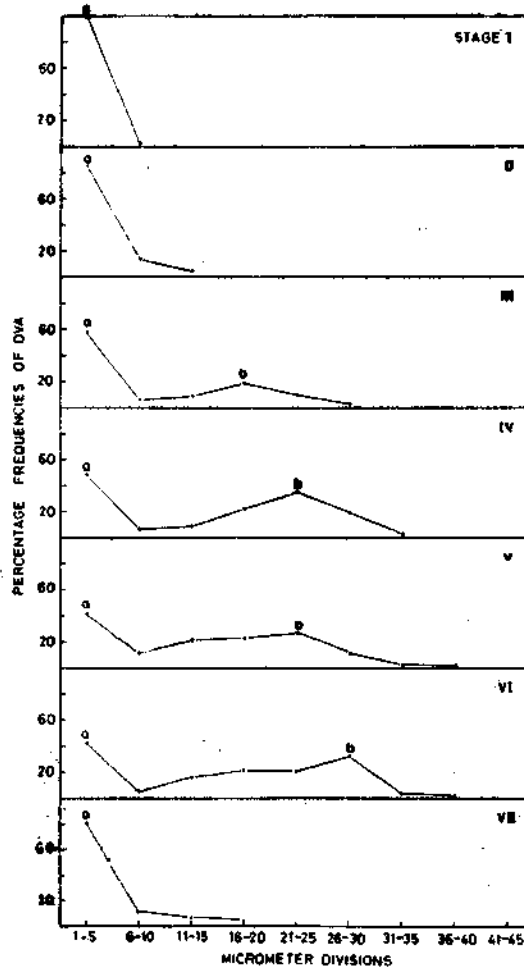 PERCENTAGE FREQUENCIES OF OVA
STAGE I
60
20
a
II
60
20
a
b
III
60
20
a
b
IV
60
20
a
b
V
60
20
a
b
VI
60
20
a
b
VII
60
20
1-5 6-10 11-15 16-20 21-25 26-30 31-35 36-40 41-45
MICROMETER DIVISIONS